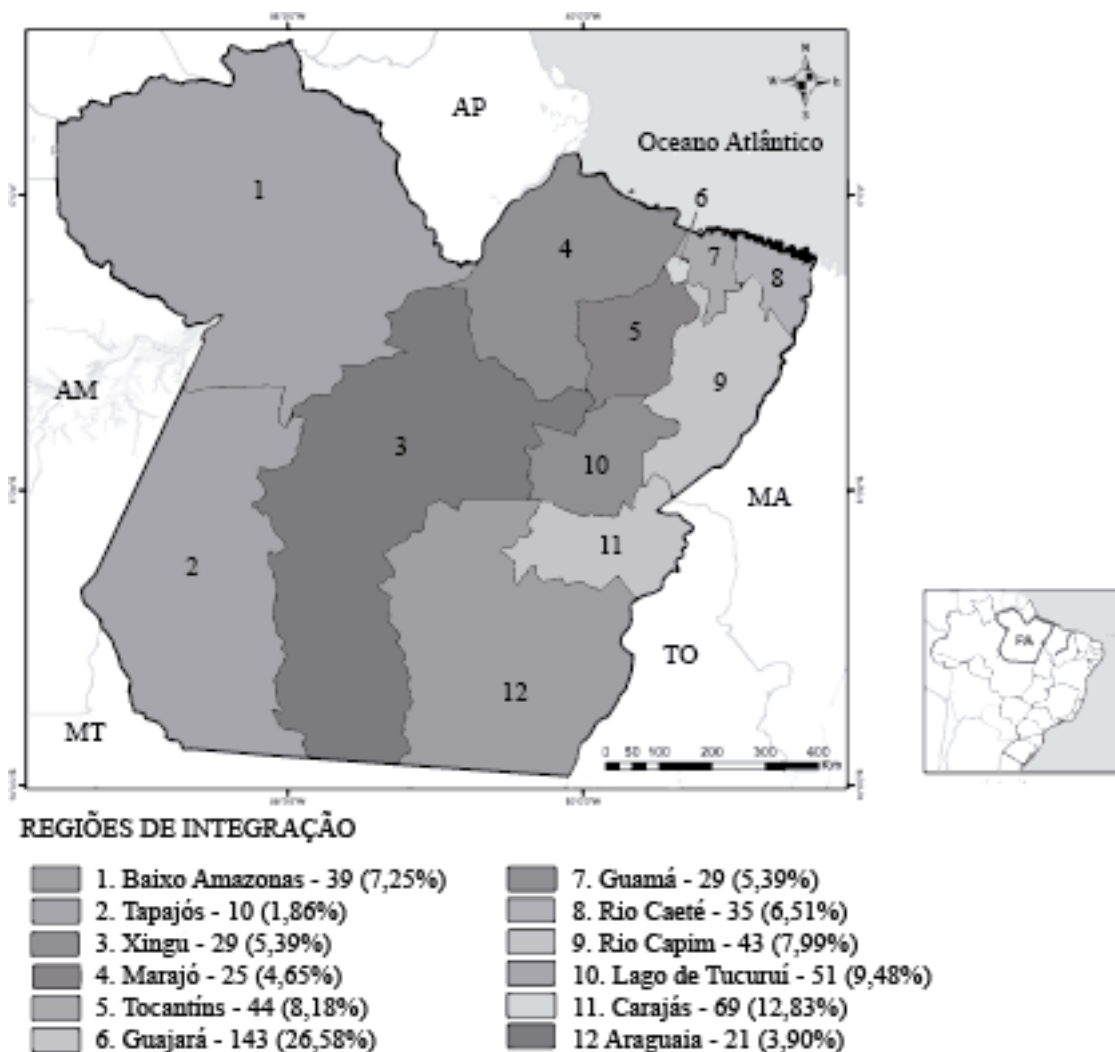 N
W
E
S
AP
Oceano Atlântico
1
6
4
7
8
5
AM
9
3
10
MA
11
2
TO
12
MT
0 50 100 200 300 400
Km
PA
REGIÕES DE INTEGRAÇÃO
1. Baixo Amazonas - 39 (7,25%)
2. Tapajós - 10 (1,86%)
3. Xingu - 29 (5,39%)
4. Marajó - 25 (4,65%)
5. Tocantíns - 44 (8,18%)
6. Guajará - 143 (26,58%)
7. Guamá - 29 (5,39%)
8. Rio Caeté - 35 (6,51%)
9. Rio Capim - 43 (7,99%)
10. Lago de Tucuruí - 51 (9,48%)
11. Carajás - 69 (12,83%)
12 Araguaia - 21 (3,90%)